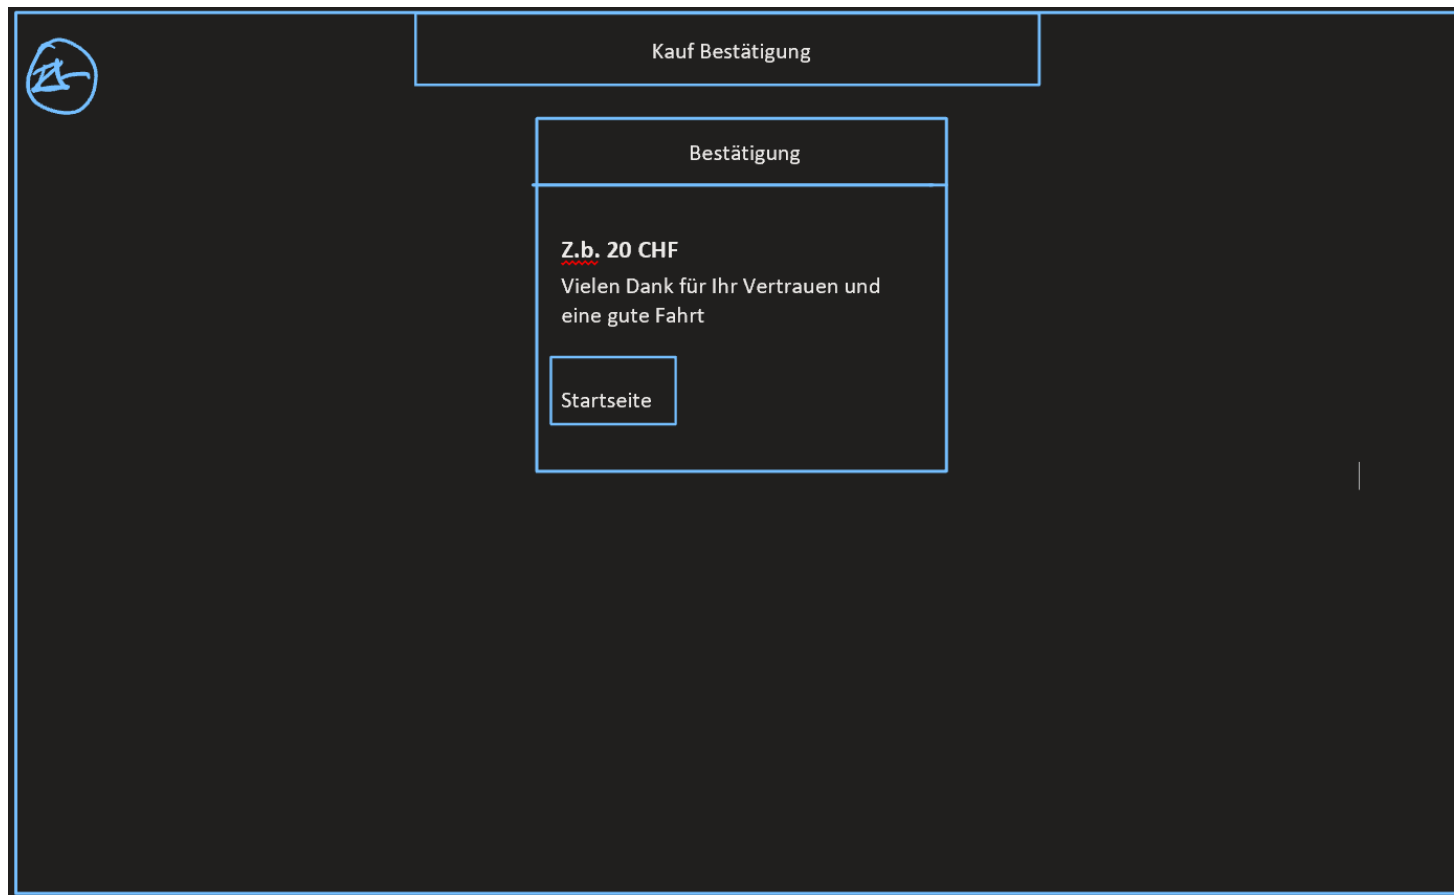 Kauf Bestätigung
Bestätigung
Z.b. 20 CHF
Vielen Dank für Ihr Vertrauen und
eine gute Fahrt
Startseite